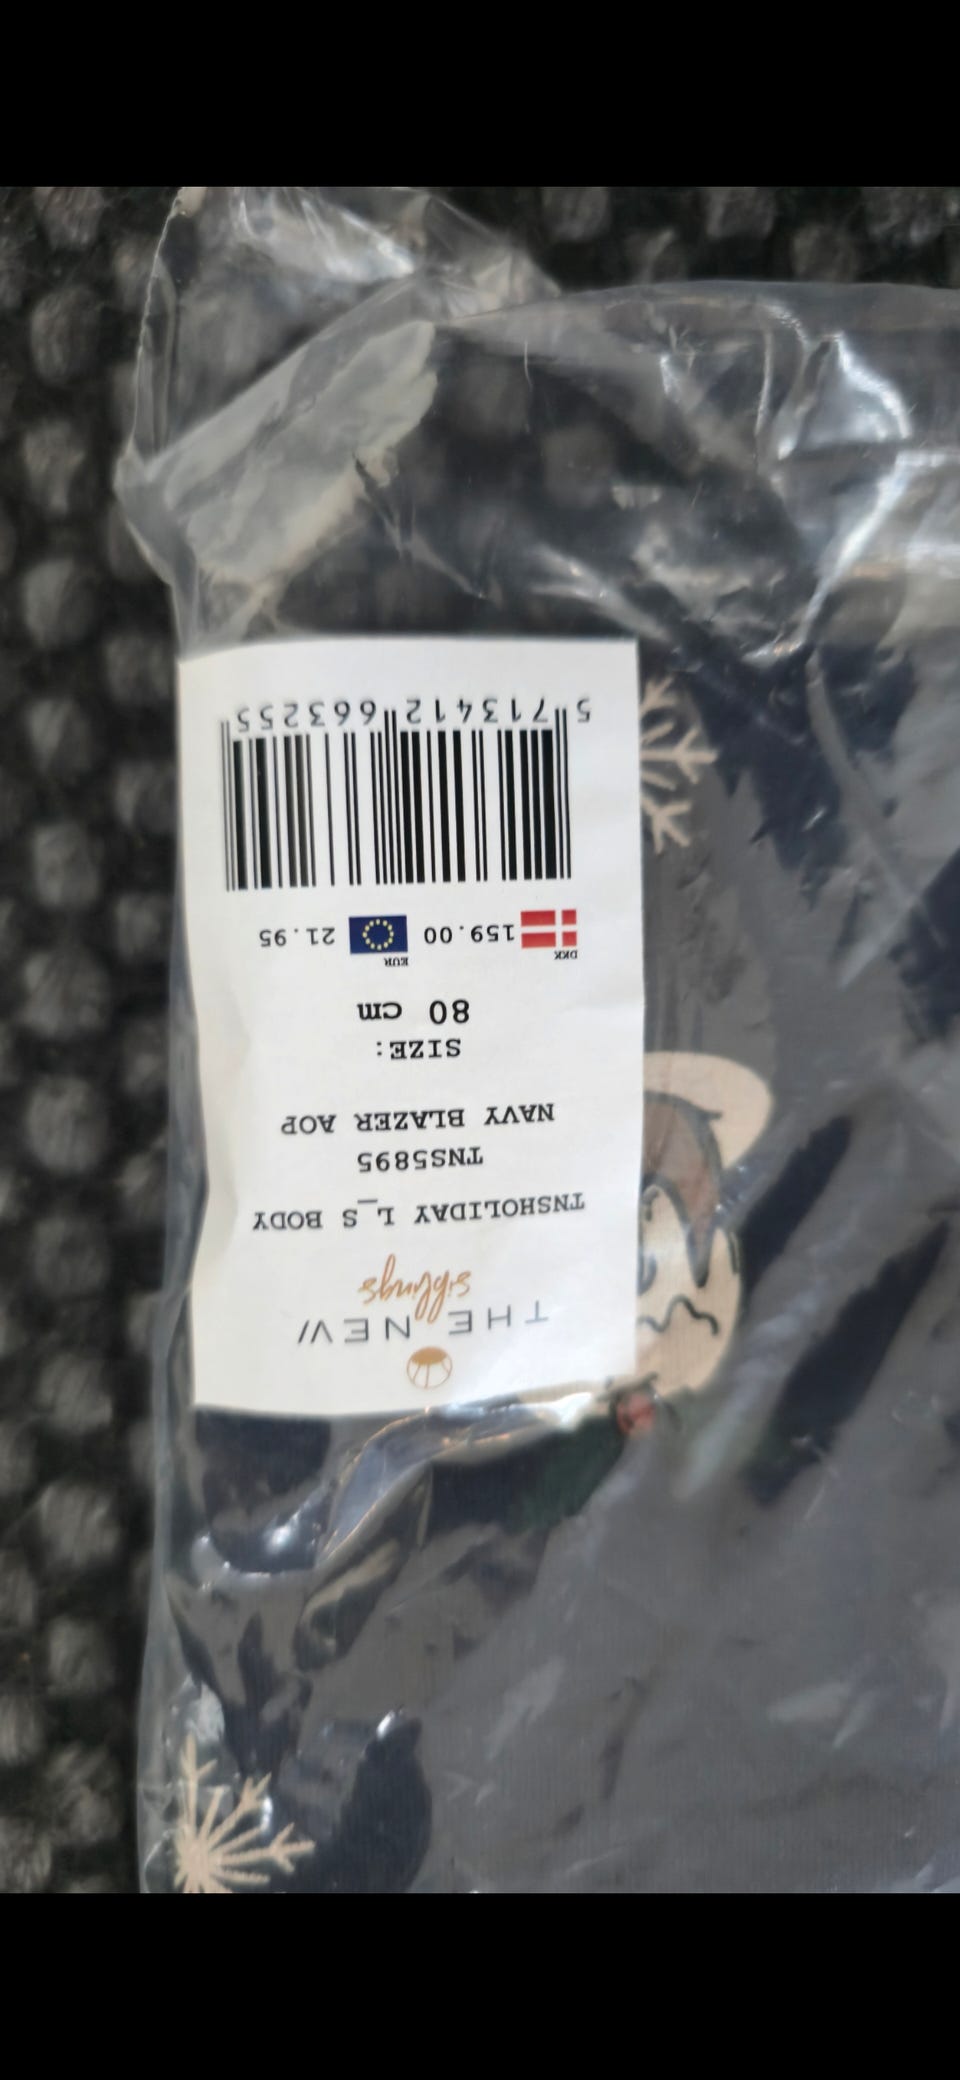 THE NEW
siblings
TNSHOLIDAY L_S BODY
TNS5895
NAVY BLAZER AOP
SIZE:
80 cm
DKK 159.00 EUR 21.95
5 713412 663255